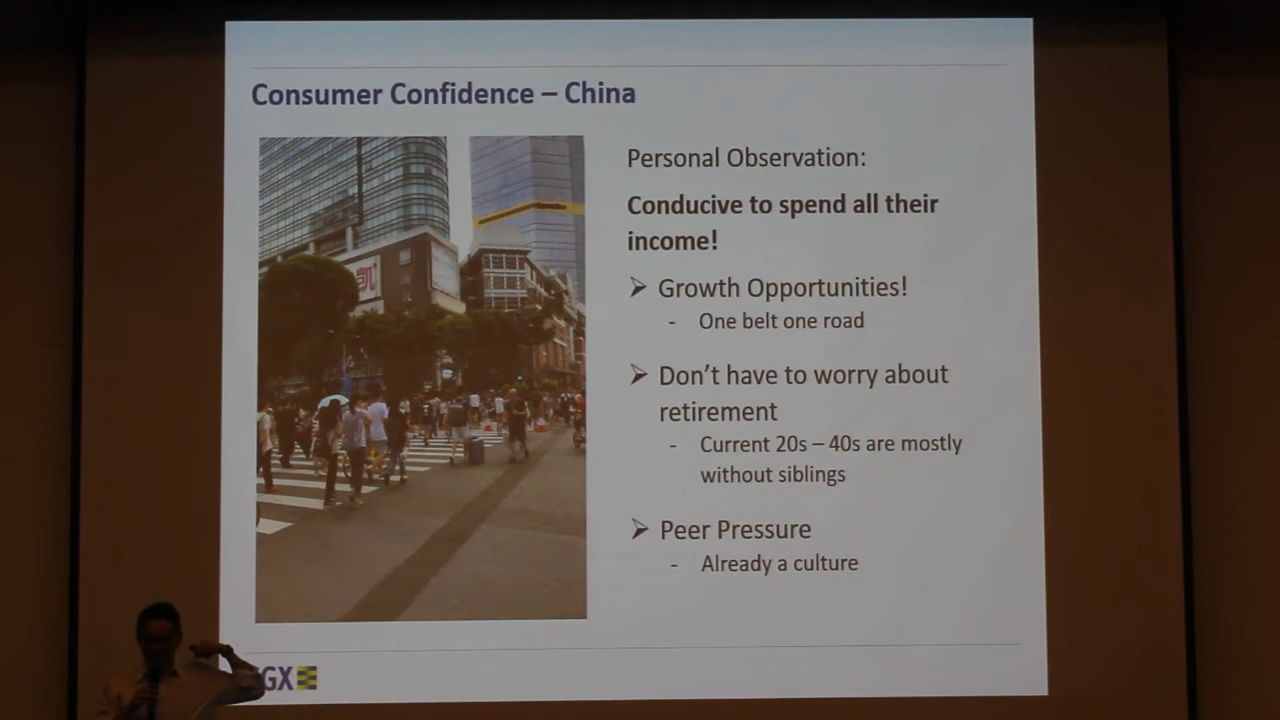 Consumer Confidence – China
Personal Observation:
Conducive to spend all their
income!
Growth Opportunities!
- One belt one road
Don't have to worry about
retirement
- Current 20s – 40s are mostly
without siblings
Peer Pressure
- Already a culture
GX